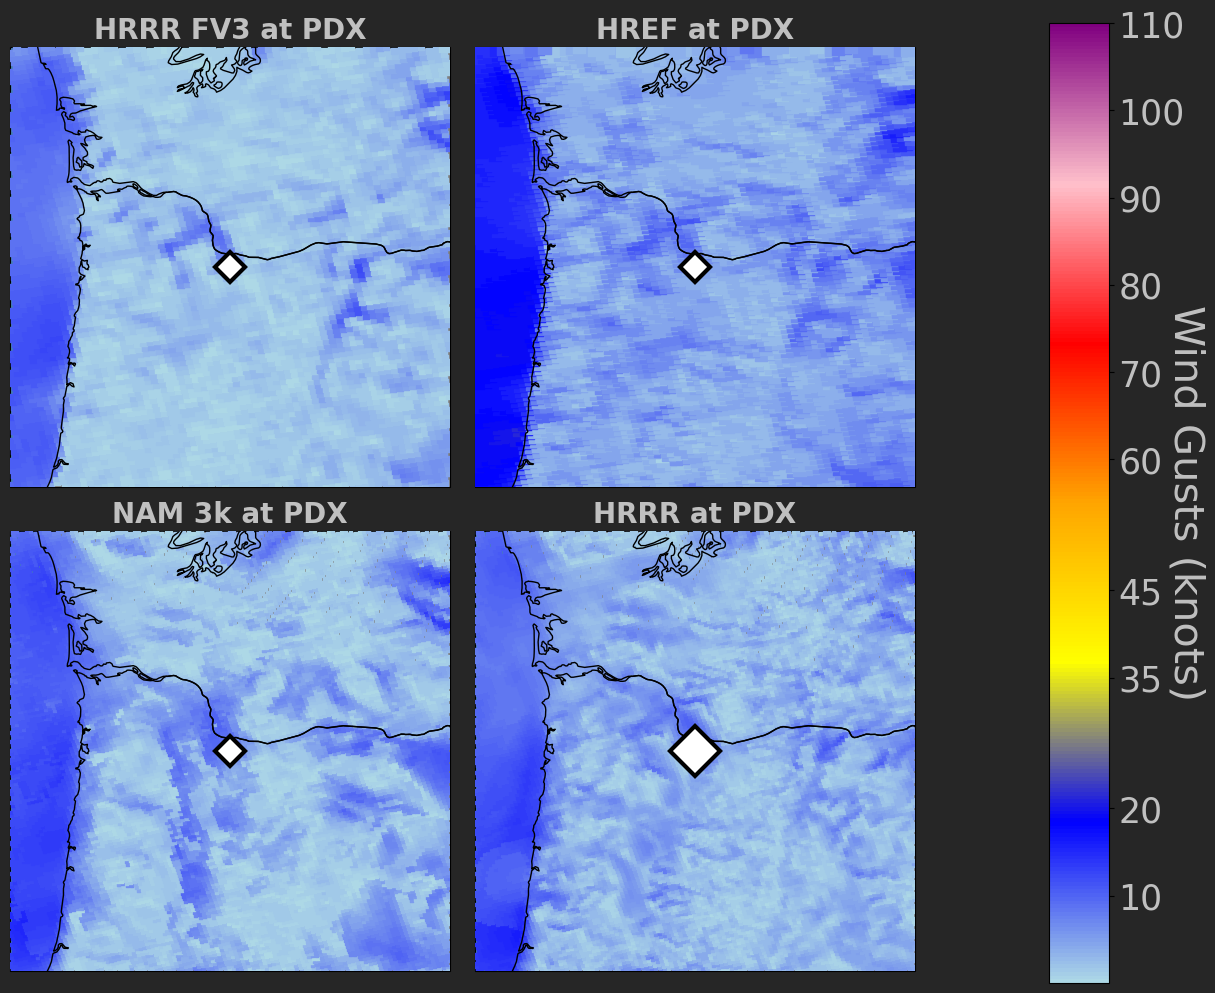 HRRR FV3 at PDX
HREF at PDX
NAM 3k at PDX
HRRR at PDX
110
100
90
80
70
60
45
35
20
10
Wind Gusts (knots)